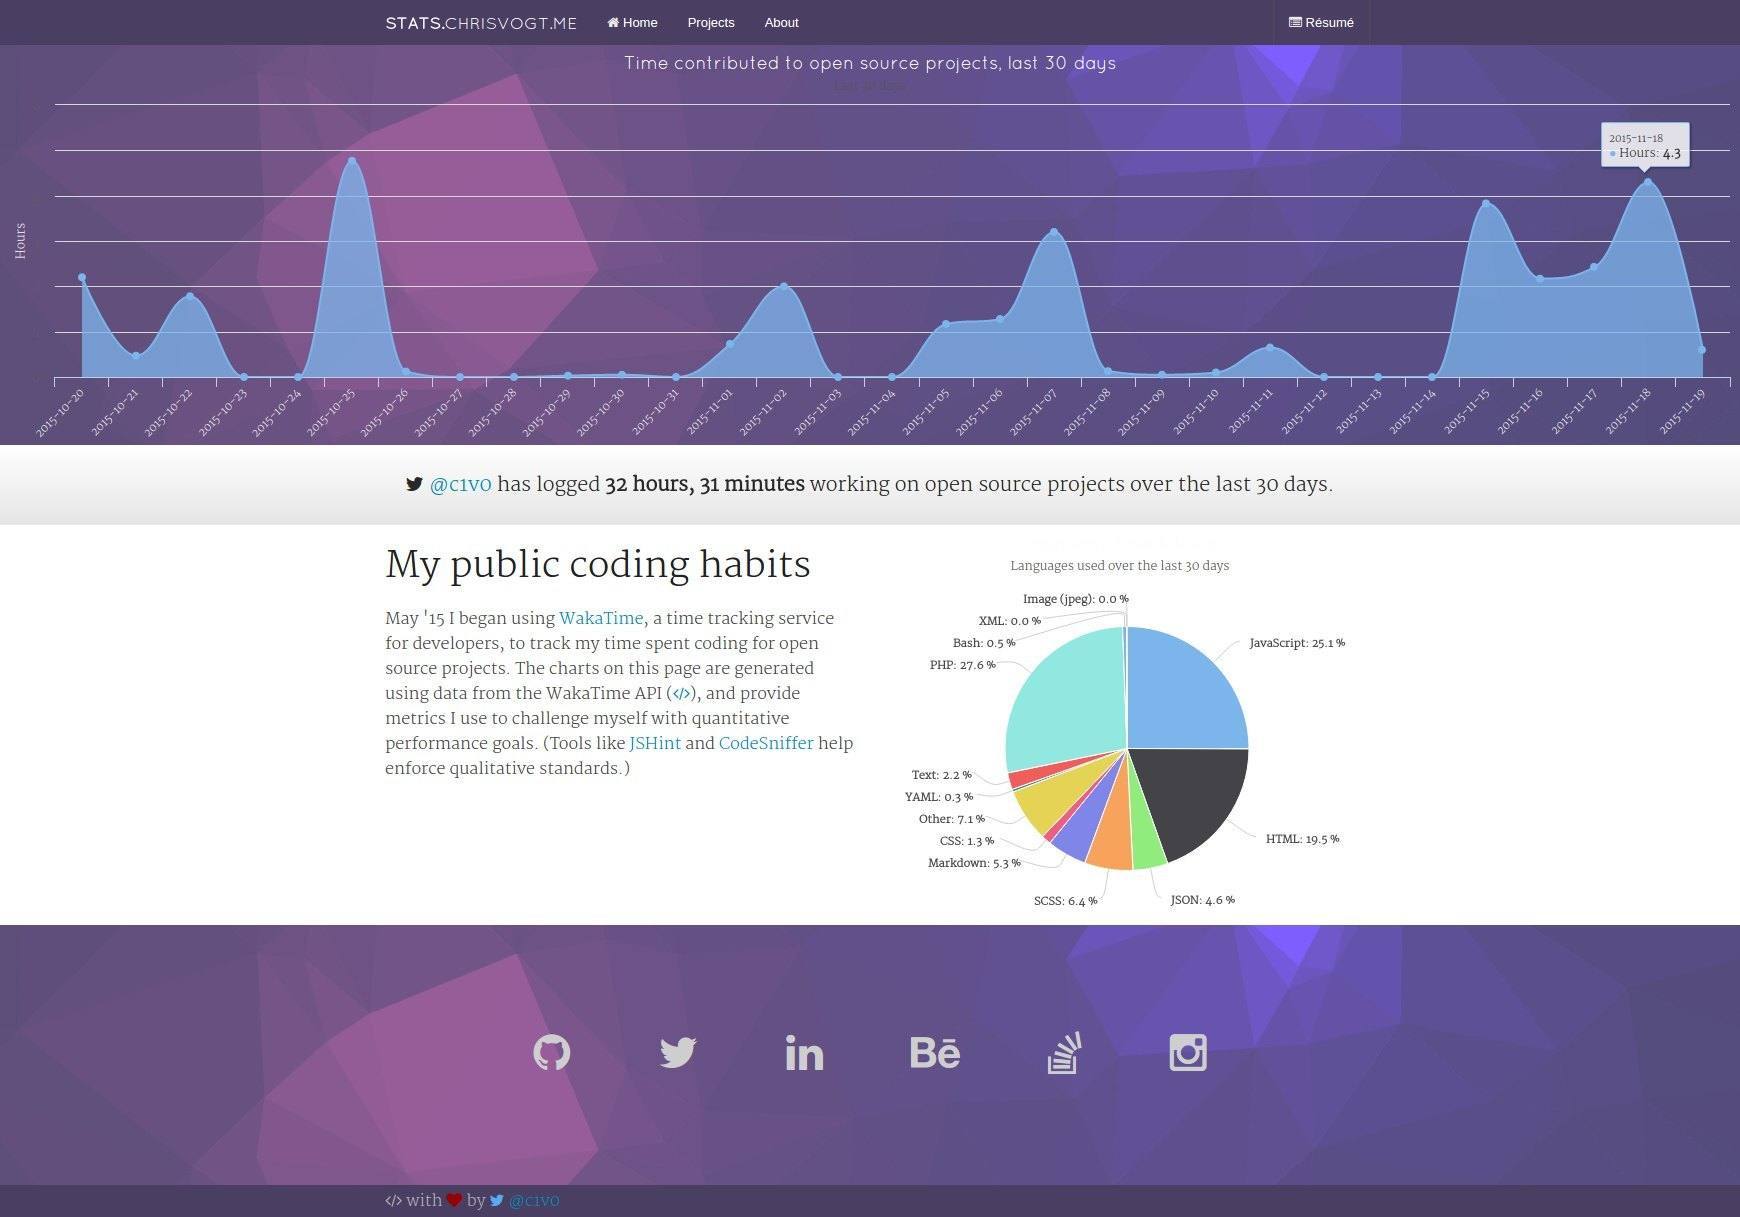 STATS.CHRISVOGT.ME Home Projects About Résumé
Time contributed to open source projects, last 30 days
Last 30 days
2015-11-18
Hours: 4.3
Hours
2015-10-20 2015-10-21 2015-10-22 2015-10-23 2015-10-24 2015-10-25 2015-10-26 2015-10-27 2015-10-28 2015-10-29 2015-10-30 2015-10-31 2015-11-01 2015-11-02 2015-11-03 2015-11-04 2015-11-05 2015-11-06 2015-11-07 2015-11-08 2015-11-09 2015-11-10 2015-11-11 2015-11-12 2015-11-13 2015-11-14 2015-11-15 2015-11-16 2015-11-17 2015-11-18 2015-11-19
@c1v0 has logged 32 hours, 31 minutes working on open source projects over the last 30 days.
My public coding habits
May '15 I began using WakaTime, a time tracking service
for developers, to track my time spent coding for open
source projects. The charts on this page are generated
using data from the WakaTime API (</>), and provide
metrics I use to challenge myself with quantitative
performance goals. (Tools like JSHint and CodeSniffer help
enforce qualitative standards.)
Languages used over the last 30 days
Image (jpeg): 0.0 %
XML: 0.0 %
Bash: 0.5 %
JavaScript: 25.1 %
PHP: 27.6 %
Text: 2.2 %
YAML: 0.3 %
Other: 7.1 %
CSS: 1.3 %
HTML: 19.5 %
Markdown: 5.3 %
SCSS: 6.4 %
JSON: 4.6 %
in Bē
</> with by @c1v0